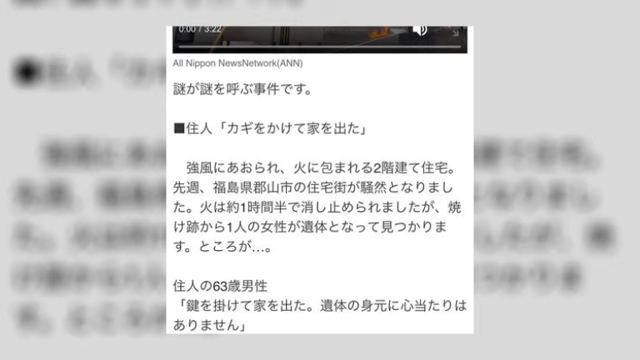 0:00 / 3:22
All Nippon NewsNetwork(ANN)
謎が謎を呼ぶ事件です。
■住人「カギをかけて家を出た」
強風にあおられ、火に包まれる2階建て住宅。
先週、福島県郡山市の住宅街が騒然となりまし
た。火は約1時間半で消し止められましたが、焼
け跡から1人の女性が遺体となって見つかりま
す。ところが…。
住人の63歳男性
「鍵を掛けて家を出た。遺体の身元に心当たりは
ありません」